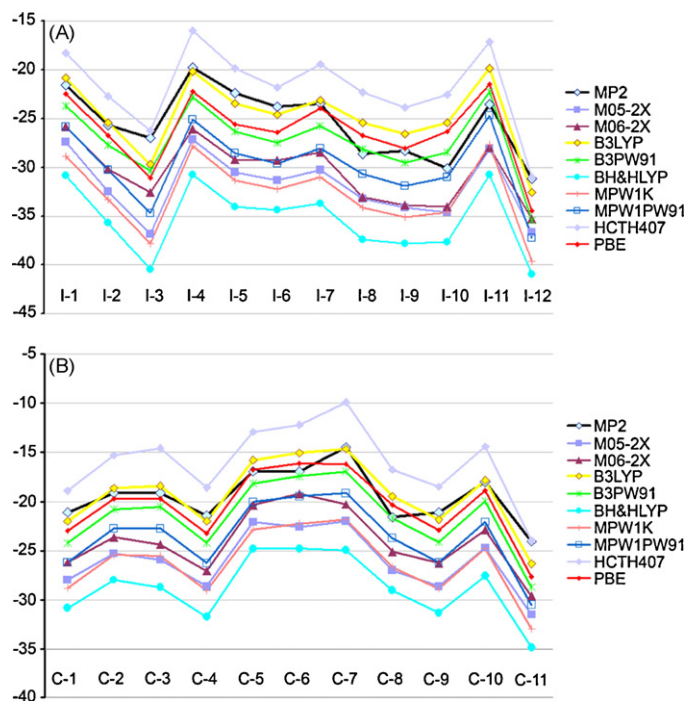 (A)
-15
-20
-25
-30
-35
-40
-45
I-1 I-2 I-3 I-4 I-5 I-6 I-7 I-8 I-9 I-10 I-11 I-12
MP2
M05-2X
M06-2X
B3LYP
B3PW91
BH&HLYP
MPW1K
MPW1PW91
HCTH407
PBE
(B)
-5
-10
-15
-20
-25
-30
-35
-40
C-1 C-2 C-3 C-4 C-5 C-6 C-7 C-8 C-9 C-10 C-11
MP2
M05-2X
M06-2X
B3LYP
B3PW91
BH&HLYP
MPW1K
MPW1PW91
HCTH407
PBE